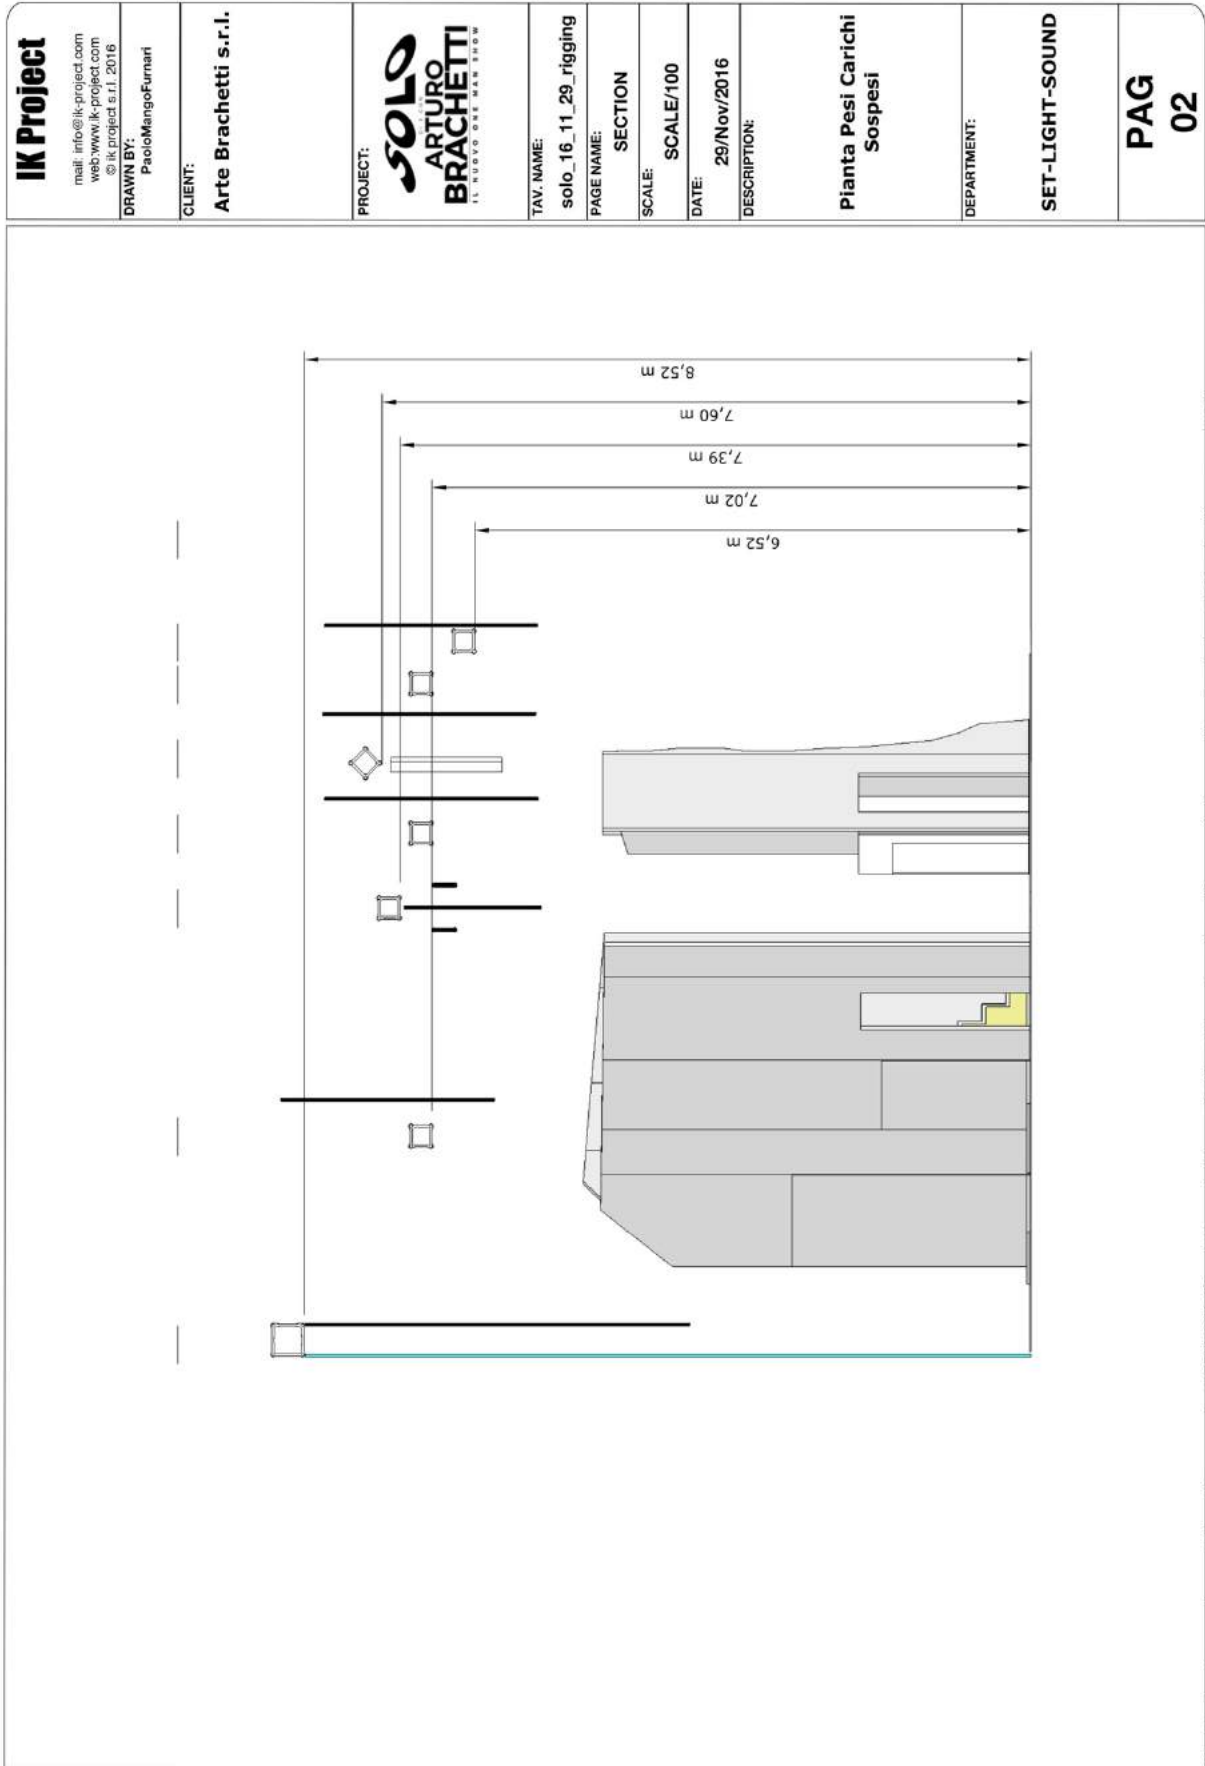 IK Project
mail: info@ik-project.com
web:www.ik-project.com
© ik project s.r.l. 2016
DRAWN BY:
PaoloMangoFurnari
CLIENT:
Arte Brachetti s.r.l.
PROJECT:
SOLO
ARTURO
BRACHETTI
IL NUOVO ONE MAN SHOW
TAV. NAME:
solo_16_11_29_rigging
PAGE NAME:
SECTION
SCALE:
SCALE/100
DATE:
29/Nov/2016
DESCRIPTION:
Pianta Pesi Carichi
Sospesi
DEPARTMENT:
SET-LIGHT-SOUND
PAG
02
8,52 m
7,60 m
7,39 m
7,02 m
6,52 m